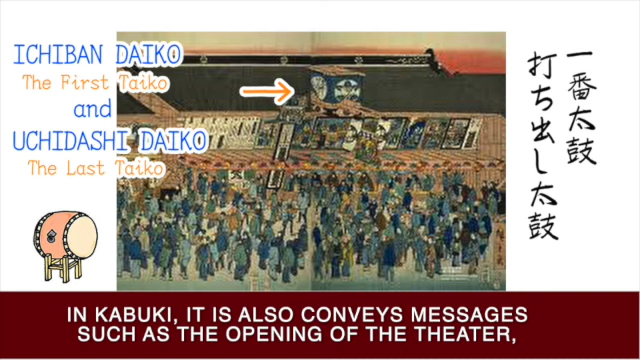 ICHIBAN DAIKO
The First Taiko
and
UCHIDASHI DAIKO
The Last Taiko
一番太鼓
打ち出し太鼓
IN KABUKI, IT IS ALSO CONVEYS MESSAGES
SUCH AS THE OPENING OF THE THEATER,